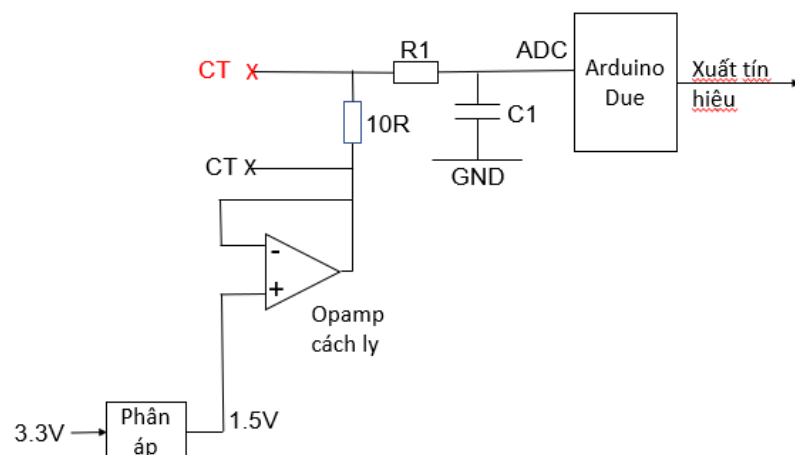 R1
ADC
CT X
Arduino
Due
Xuất tín
hiêu
10R
C1
CT X
GND
-
+
Opamp
cách ly
3.3V
Phân
áp
1.5V